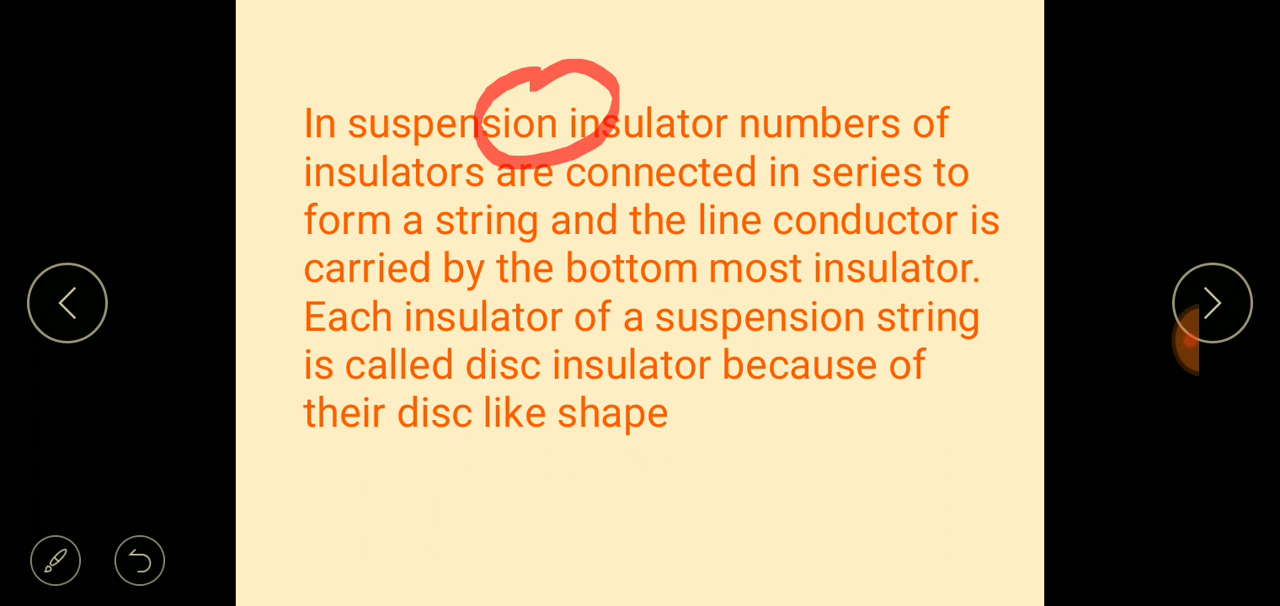 In suspension insulator numbers of
insulators are connected in series to
form a string and the line conductor is
carried by the bottom most insulator.
Each insulator of a suspension string
is called disc insulator because of
their disc like shape